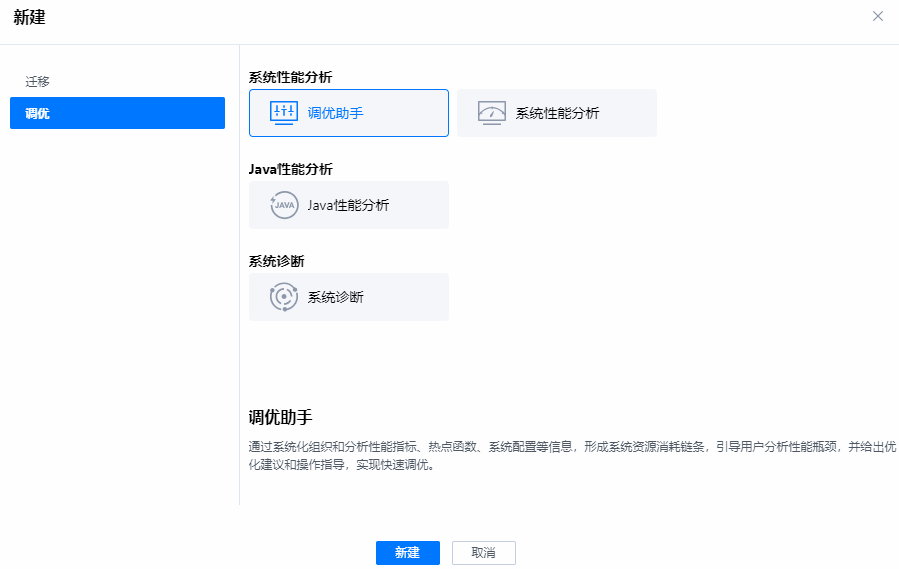 新建
迁移
调优
系统性能分析
调优助手
系统性能分析
Java性能分析
JAVA
Java性能分析
系统诊断
系统诊断
调优助手
通过系统化组织和分析性能指标、热点函数、系统配置等信息，形成系统资源消耗链条，引导用户分析性能瓶颈，并给出优
化建议和操作指导，实现快速调优。
新建
取消